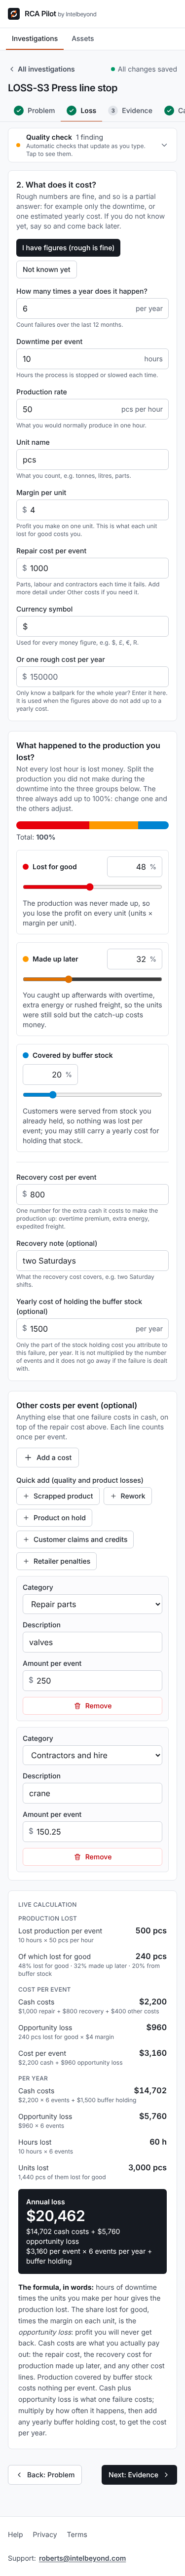 RCA Pilot by Intelbeyond
Investigations Assets
All investigations
All changes saved
LOSS-S3 Press line stop
Problem Loss 3 Evidence Ca
Quality check 1 finding
Automatic checks that update as you type.
Tap to see them.
2. What does it cost?
Rough numbers are fine, and so is a partial
answer: for example only the downtime, or
one estimated yearly cost. If you do not know
yet, say so and come back later.
I have figures (rough is fine)
Not known yet
How many times a year does it happen?
6 per year
Count failures over the last 12 months.
Downtime per event
10 hours
Hours the process is stopped or slowed each time.
Production rate
50 pcs per hour
What you would normally produce in one hour.
Unit name
pcs
What you count, e.g. tonnes, litres, parts.
Margin per unit
$ 4
Profit you make on one unit. This is what each unit
lost for good costs you.
Repair cost per event
$ 1000
Parts, labour and contractors each time it fails. Add
more detail under Other costs if you need it.
Currency symbol
$
Used for every money figure, e.g. $, £, €, R.
Or one rough cost per year
$ 150000
Only know a ballpark for the whole year? Enter it here.
It is used when the figures above do not add up to a
yearly cost.
What happened to the production you
lost?
Not every lost hour is lost money. Split the
production you did not make during the
downtime into the three groups below. The
three always add up to 100%: change one and
the others adjust.
Total: 100%
Lost for good 48 %
The production was never made up, so
you lose the profit on every unit (units ×
margin per unit).
Made up later 32 %
You caught up afterwards with overtime,
extra energy or rushed freight, so the units
were still sold but the catch-up costs
money.
Covered by buffer stock
20 %
Customers were served from stock you
already held, so nothing was lost per
event; you may still carry a yearly cost for
holding that stock.
Recovery cost per event
$ 800
One number for the extra cash it costs to make the
production up: overtime premium, extra energy,
expedited freight.
Recovery note (optional)
two Saturdays
What the recovery cost covers, e.g. two Saturday
shifts.
Yearly cost of holding the buffer stock
(optional)
$ 1500 per year
Only the part of the stock holding cost you attribute to
this failure, per year. It is not multiplied by the number
of events and it does not go away if the failure is dealt
with.
Other costs per event (optional)
Anything else that one failure costs in cash, on
top of the repair cost above. Each line counts
once per event.
+ Add a cost
Quick add (quality and product losses)
+ Scrapped product + Rework
+ Product on hold
+ Customer claims and credits
+ Retailer penalties
Category
Repair parts
Description
valves
Amount per event
$ 250
Remove
Category
Contractors and hire
Description
crane
Amount per event
$ 150.25
Remove
LIVE CALCULATION
PRODUCTION LOST
Lost production per event 500 pcs
10 hours × 50 pcs per hour
Of which lost for good 240 pcs
48% lost for good · 32% made up later · 20% from
buffer stock
COST PER EVENT
Cash costs $2,200
$1,000 repair + $800 recovery + $400 other costs
Opportunity loss $960
240 pcs lost for good × $4 margin
Cost per event $3,160
$2,200 cash + $960 opportunity loss
PER YEAR
Cash costs $14,702
$2,200 × 6 events + $1,500 buffer holding
Opportunity loss $5,760
$960 × 6 events
Hours lost 60 h
10 hours × 6 events
Units lost 3,000 pcs
1,440 pcs of them lost for good
Annual loss
$20,462
$14,702 cash costs + $5,760
opportunity loss
$3,160 per event × 6 events per year +
buffer holding
The formula, in words: hours of downtime
times the units you make per hour gives the
production lost. The share lost for good,
times the margin on each unit, is the
opportunity loss: profit you will never get
back. Cash costs are what you actually pay
out: the repair cost, the recovery cost for
production made up later, and any other cost
lines. Production covered by buffer stock
costs nothing per event. Cash plus
opportunity loss is what one failure costs;
multiply by how often it happens, then add
any yearly buffer holding cost, to get the cost
per year.
Back: Problem Next: Evidence
Help Privacy Terms
Support: roberts@intelbeyond.com